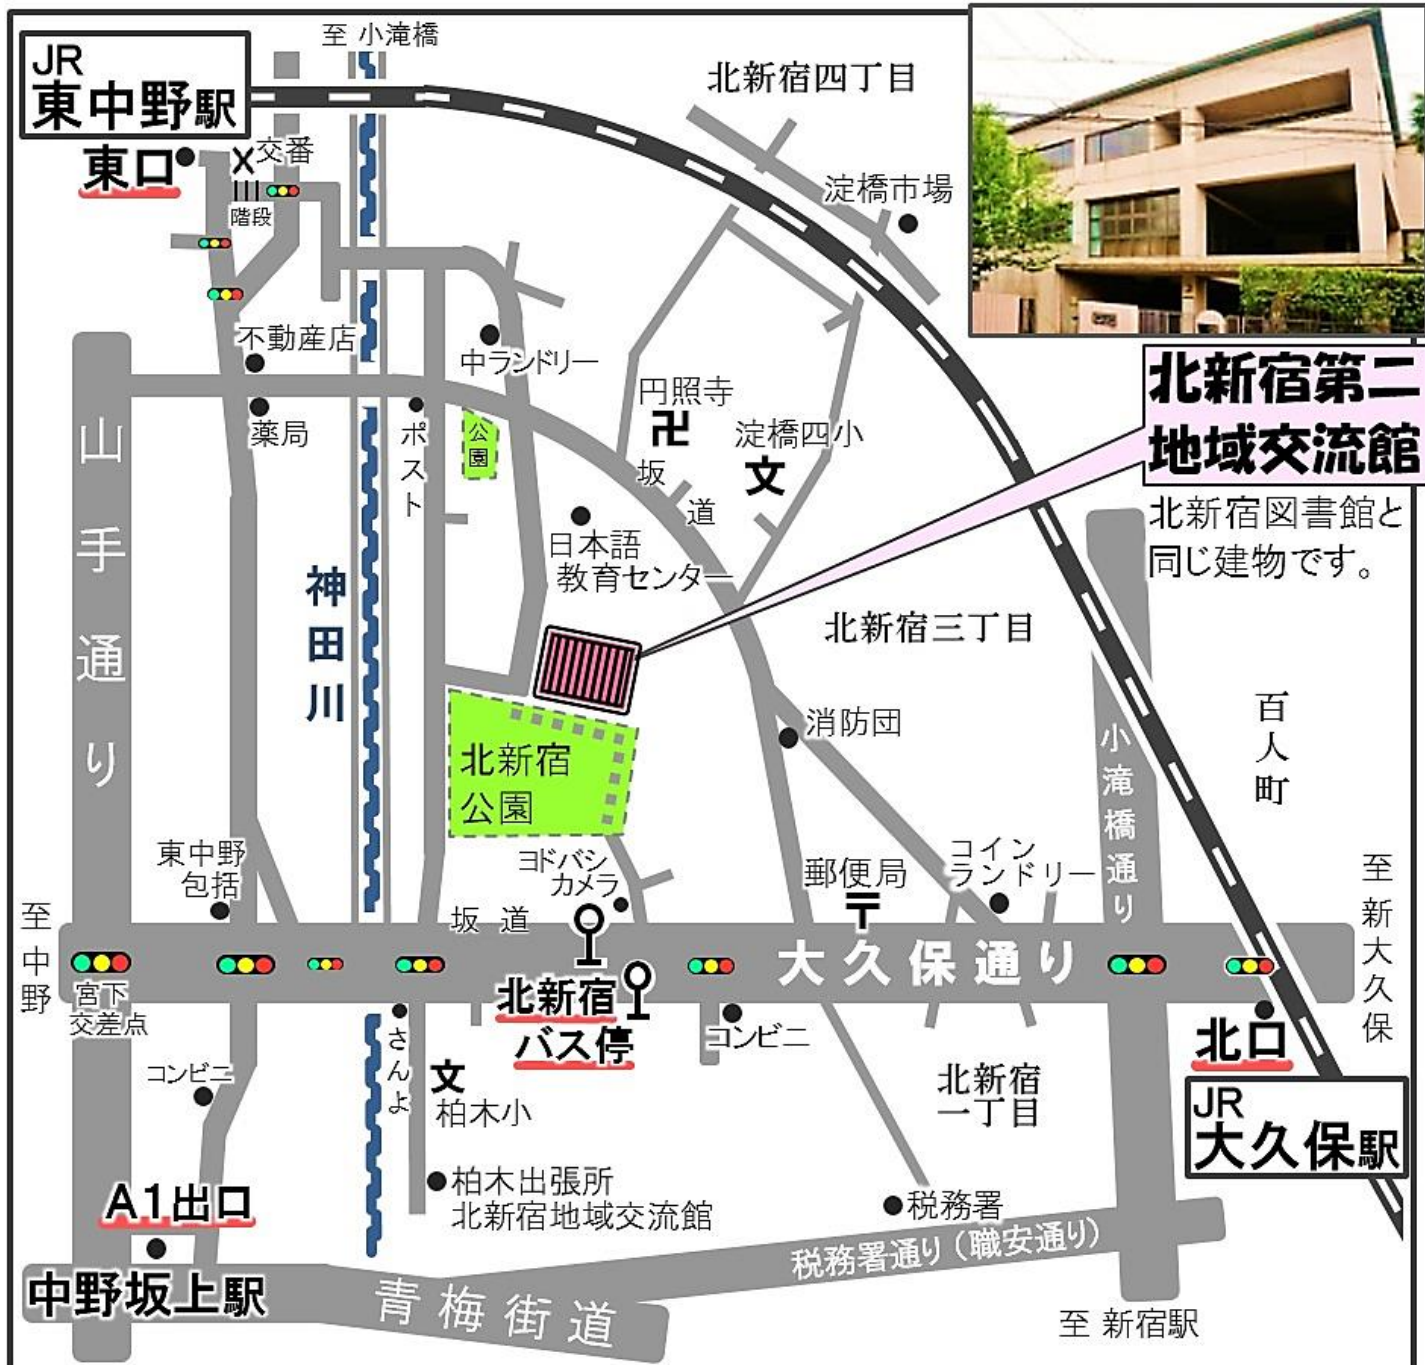 至 小滝橋
JR
東中野駅
東口
交番
階段
北新宿四丁目
淀橋市場
不動産店
中ランドリー
薬局
ポスト
公園
円照寺
卍
坂道
淀橋四小
文
北新宿第二
地域交流館
北新宿図書館と
同じ建物です。
山手通り
神田川
日本語
教育センター
北新宿三丁目
北新宿
公園
消防団
小滝橋通り
百人町
東中野
包括
ヨドバシ
カメラ
郵便局
〒
コイン
ランドリー
至中野
坂道
大久保通り
至新大久保
宮下
交差点
北新宿
バス停
さんよ
コンビニ
北口
コンビニ
文
柏木小
北新宿
一丁目
JR
大久保駅
柏木出張所
北新宿地域交流館
税務署
A1出口
中野坂上駅
税務署通り(職安通り)
青梅街道
至 新宿駅